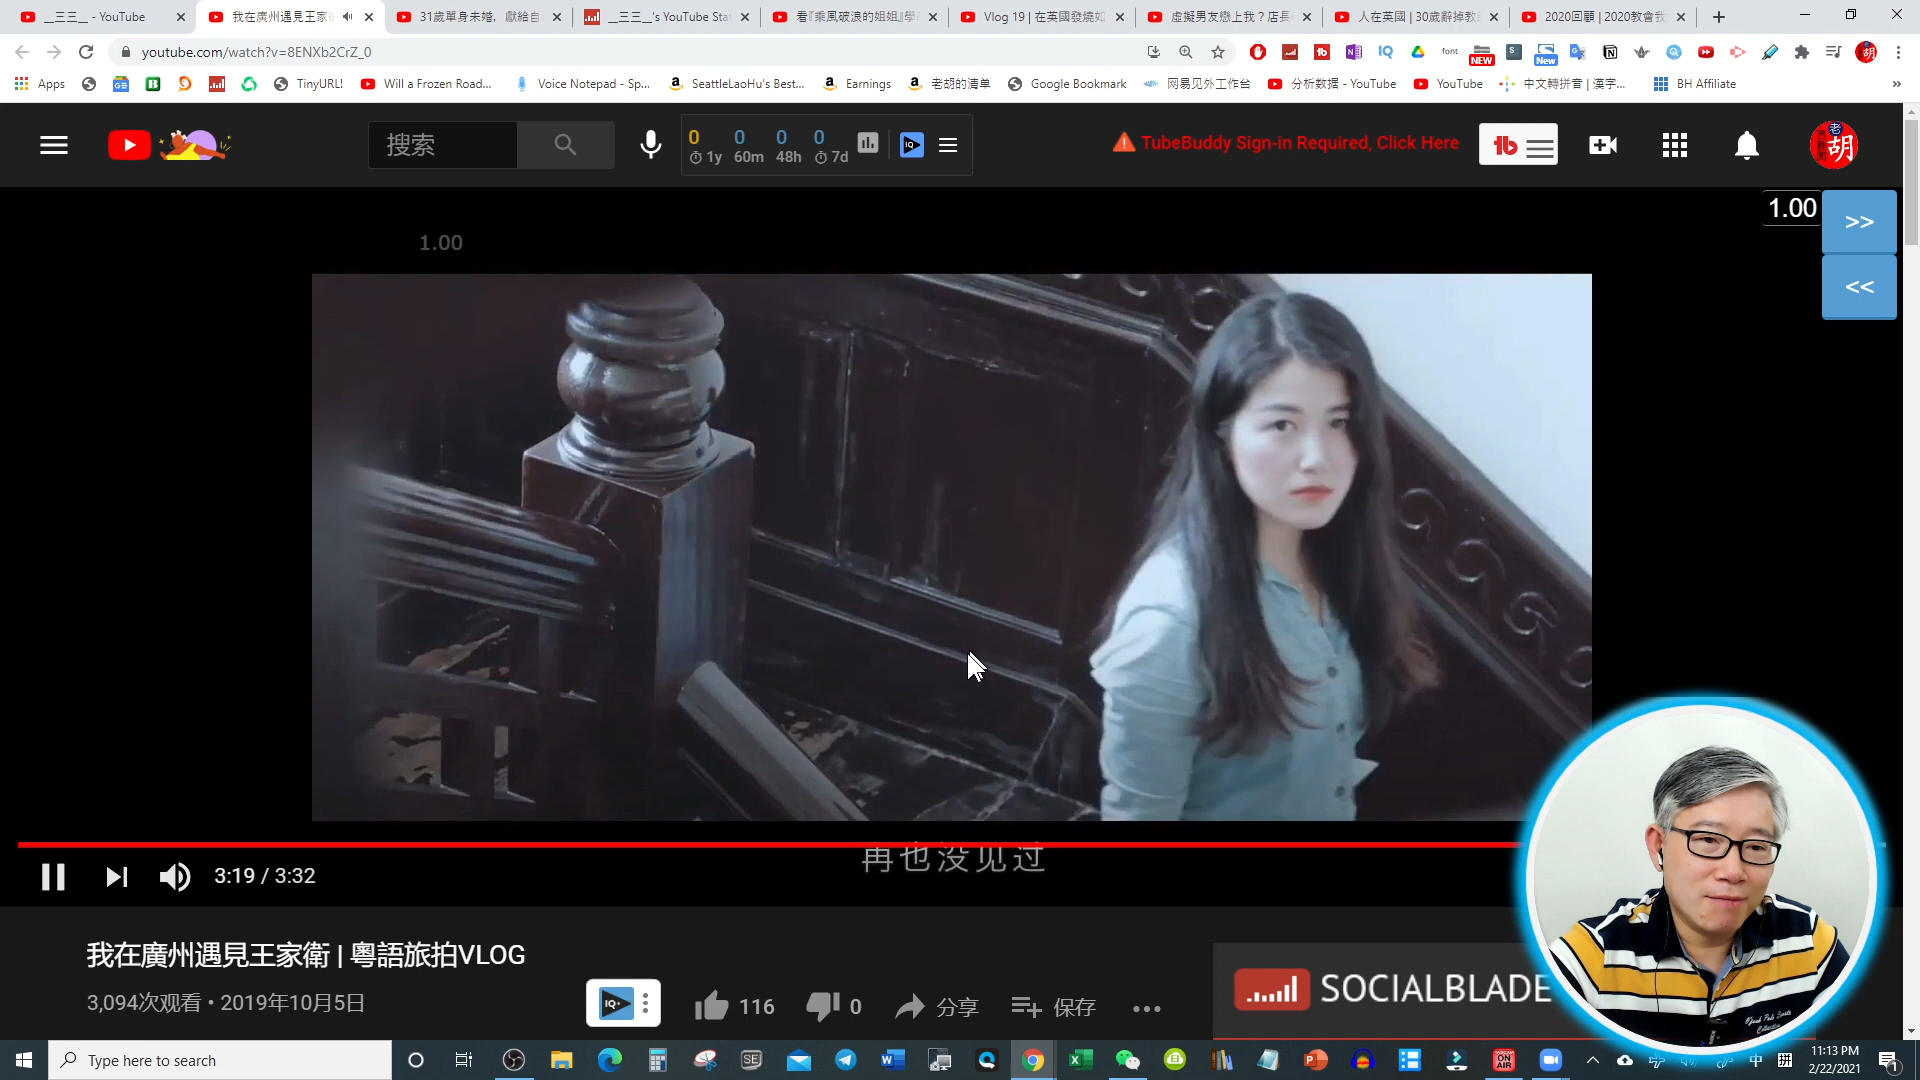 __三三__ - YouTube
我在廣州遇見王家
31歲單身未婚，獻給自
__三三__'s YouTube Sta
看『乘風破浪的姐姐』學
Vlog 19 | 在英國發燒如
虛擬男友戀上我？店長
人在英國 | 30歲辭掉教
2020回顧 | 2020教會我
youtube.com/watch?v=8ENXb2CrZ_0
Apps
TinyURL!
Will a Frozen Road...
Voice Notepad - Sp...
SeattleLaoHu's Best...
Earnings
老胡的清单
Google Bookmark
网易见外工作台
分析数据 - YouTube
YouTube
中文轉拼音 | 漢字...
BH Affiliate
搜索
0 0 0 0
1y 60m 48h 7d
TubeBuddy Sign-in Required, Click Here
1.00
>>
1.00
<<
再也没见过
3:19 / 3:32
我在廣州遇見王家衛 | 粵語旅拍VLOG
3,094次观看 • 2019年10月5日
IQ
116
0
分享
保存
SOCIALBLADE
Type here to search
中
拼
11:13 PM
2/22/2021